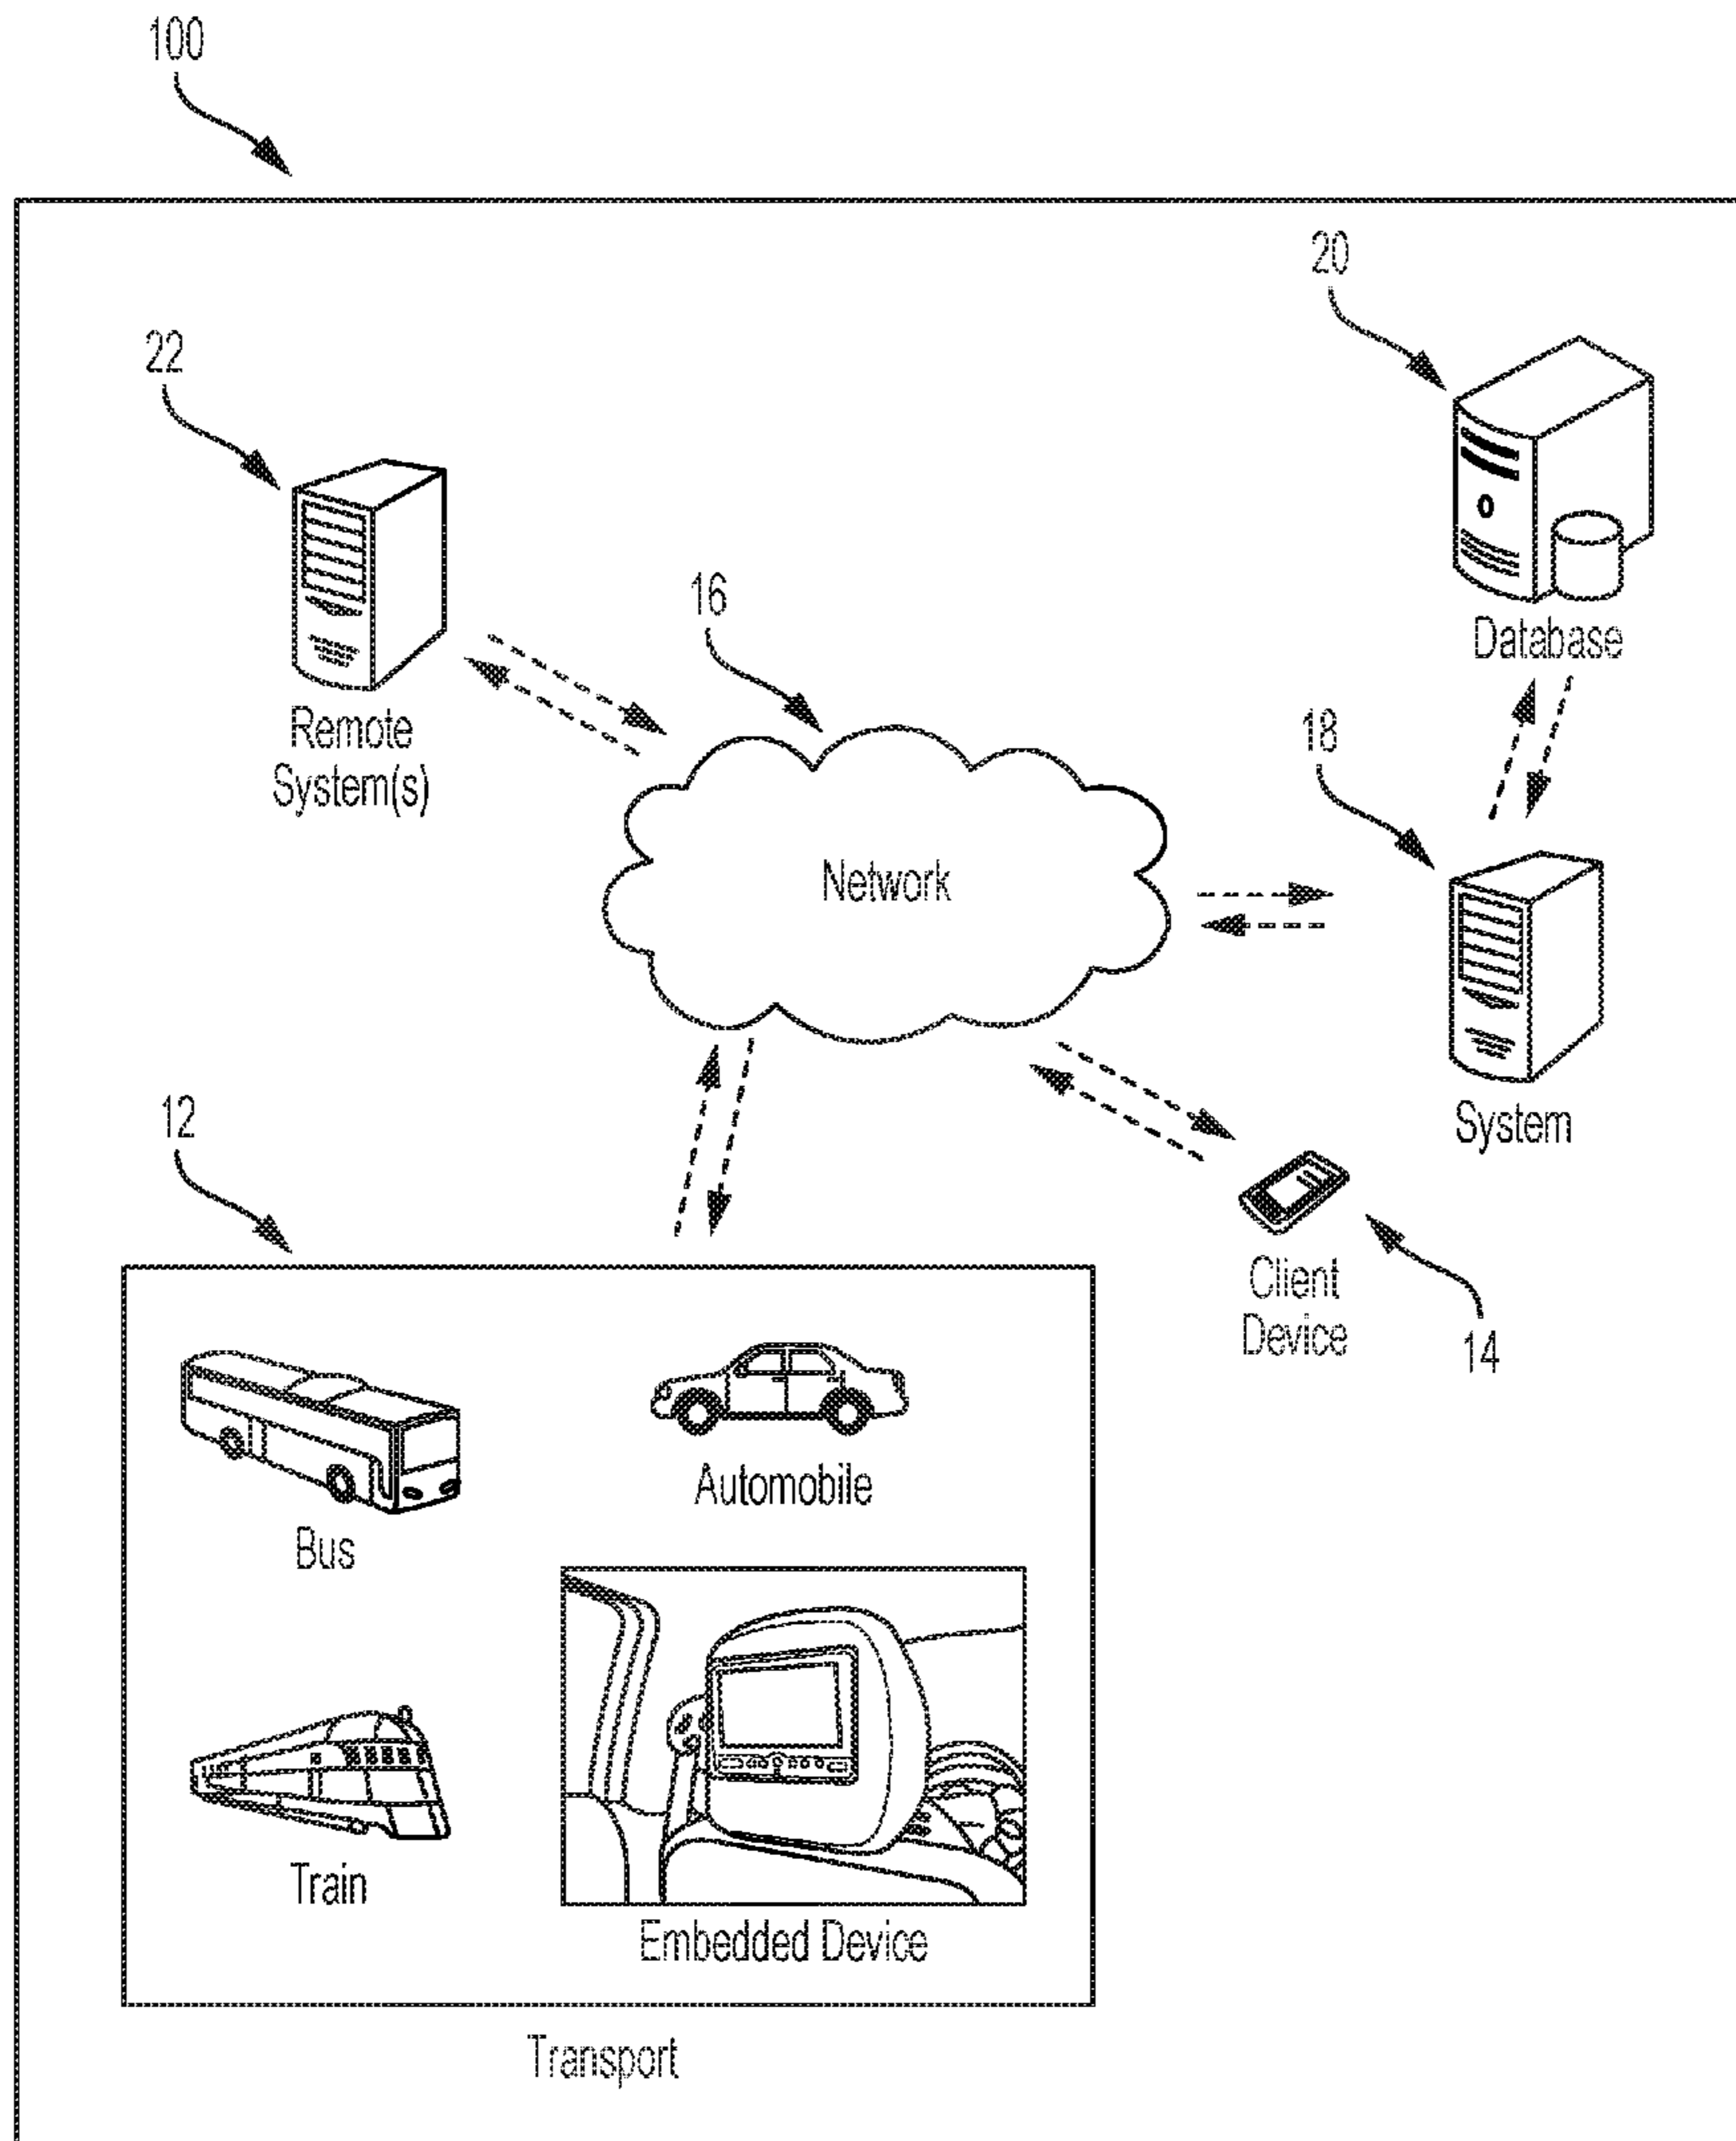 100
20
22
16
Database
Remote
System(s)
18
Network
System
12
Client
Device
14
Automobile
Bus
Train
Embedded Device
Transport